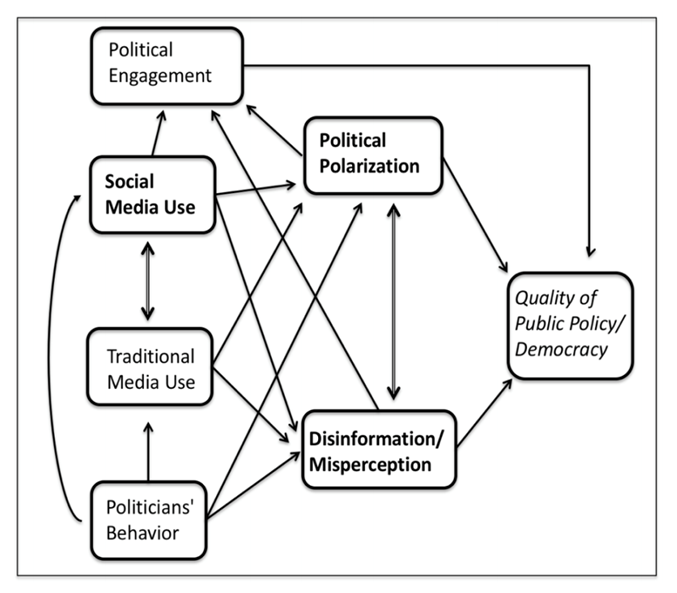 Political
Engagement
Political
Polarization
Social
Media Use
Quality of
Public Policy/
Democracy
Traditional
Media Use
Disinformation/
Misperception
Politicians'
Behavior